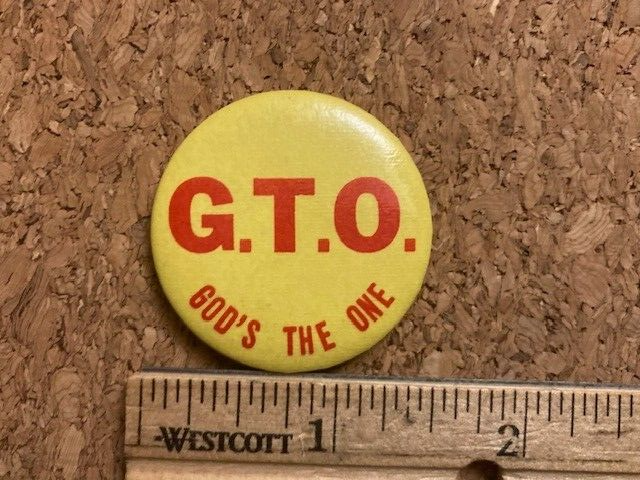 G.T.O.
GOD'S THE ONE
WESTCOTT 1 2